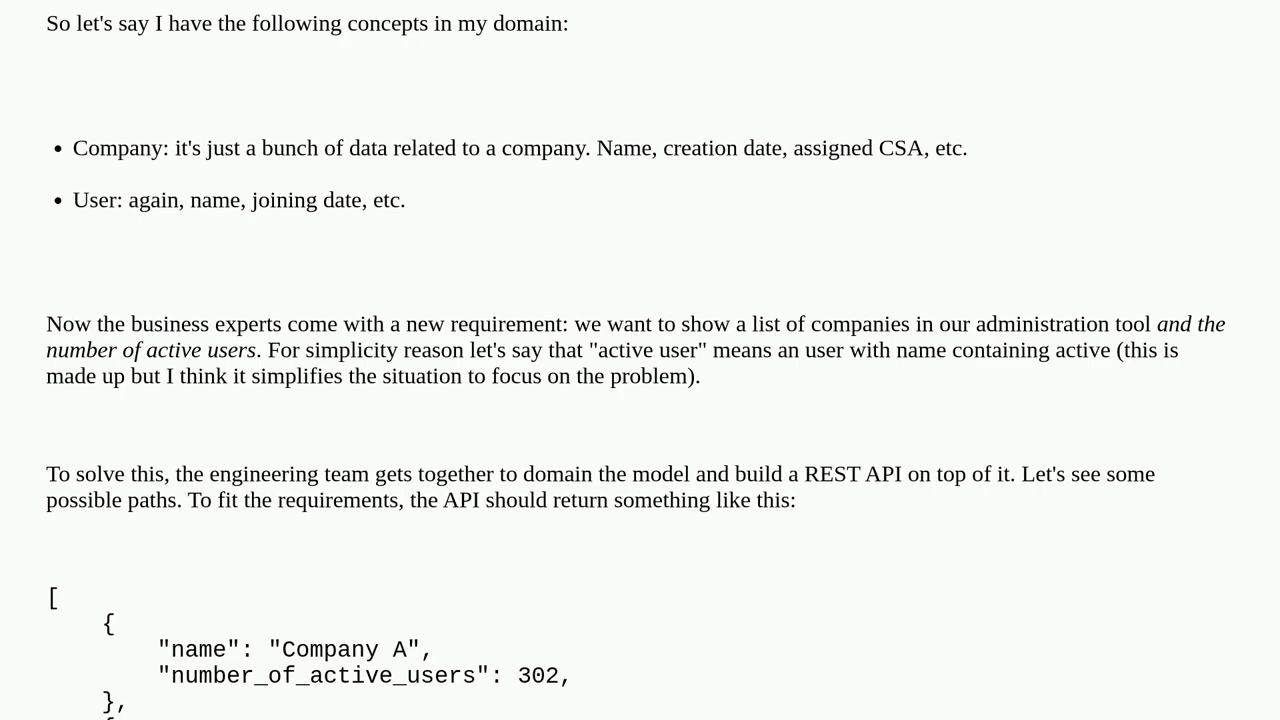 So let's say I have the following concepts in my domain:
• Company: it's just a bunch of data related to a company. Name, creation date, assigned CSA, etc.
• User: again, name, joining date, etc.
Now the business experts come with a new requirement: we want to show a list of companies in our administration tool and the
number of active users. For simplicity reason let's say that "active user" means an user with name containing active (this is
made up but I think it simplifies the situation to focus on the problem).
To solve this, the engineering team gets together to domain the model and build a REST API on top of it. Let's see some
possible paths. To fit the requirements, the API should return something like this:
[
    {
        "name": "Company A",
        "number_of_active_users": 302,
    },